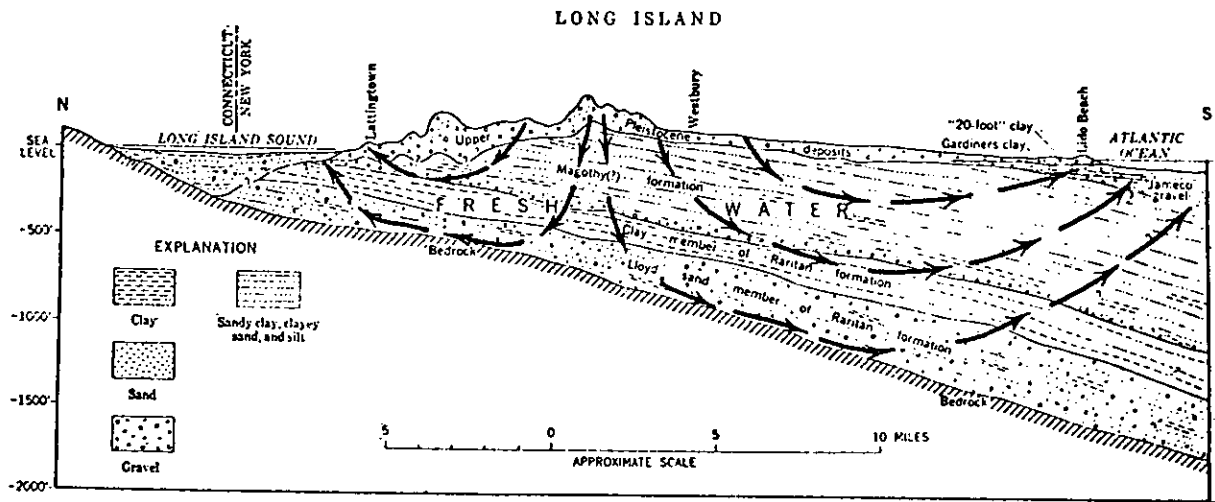 LONG ISLAND
CONNECTICUT
NEW YORK
Lattingtown
Westbury
Lido Beach
N
S
SEA
LEVEL
LONG ISLAND SOUND
Upper
Pleistocene
deposits
"20-foot" clay
Gardiners clay
ATLANTIC
OCEAN
Magothy(?) formation
"Jameco"
gravel
FRESH WATER
-500'
-1000'
-1500'
-2000'
Clay member of Raritan formation
Bedrock
Lloyd sand member of Raritan formation
Bedrock
EXPLANATION
Clay
Sandy clay, clayey
sand, and silt
Sand
Gravel
5 0 5 10 MILES
APPROXIMATE SCALE